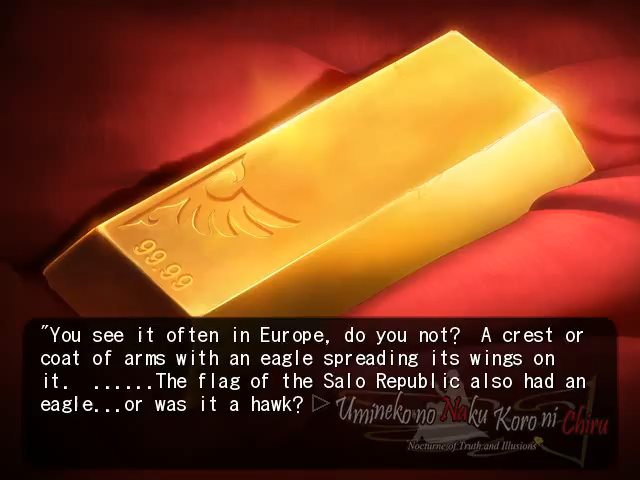 99.99
"You see it often in Europe, do you not?  A crest or
coat of arms with an eagle spreading its wings on
it.  ......The flag of the Salo Republic also had an
eagle...or was it a hawk?
Umineko no Naku Koro ni Chiru
Nocturne of Truth and Illusions